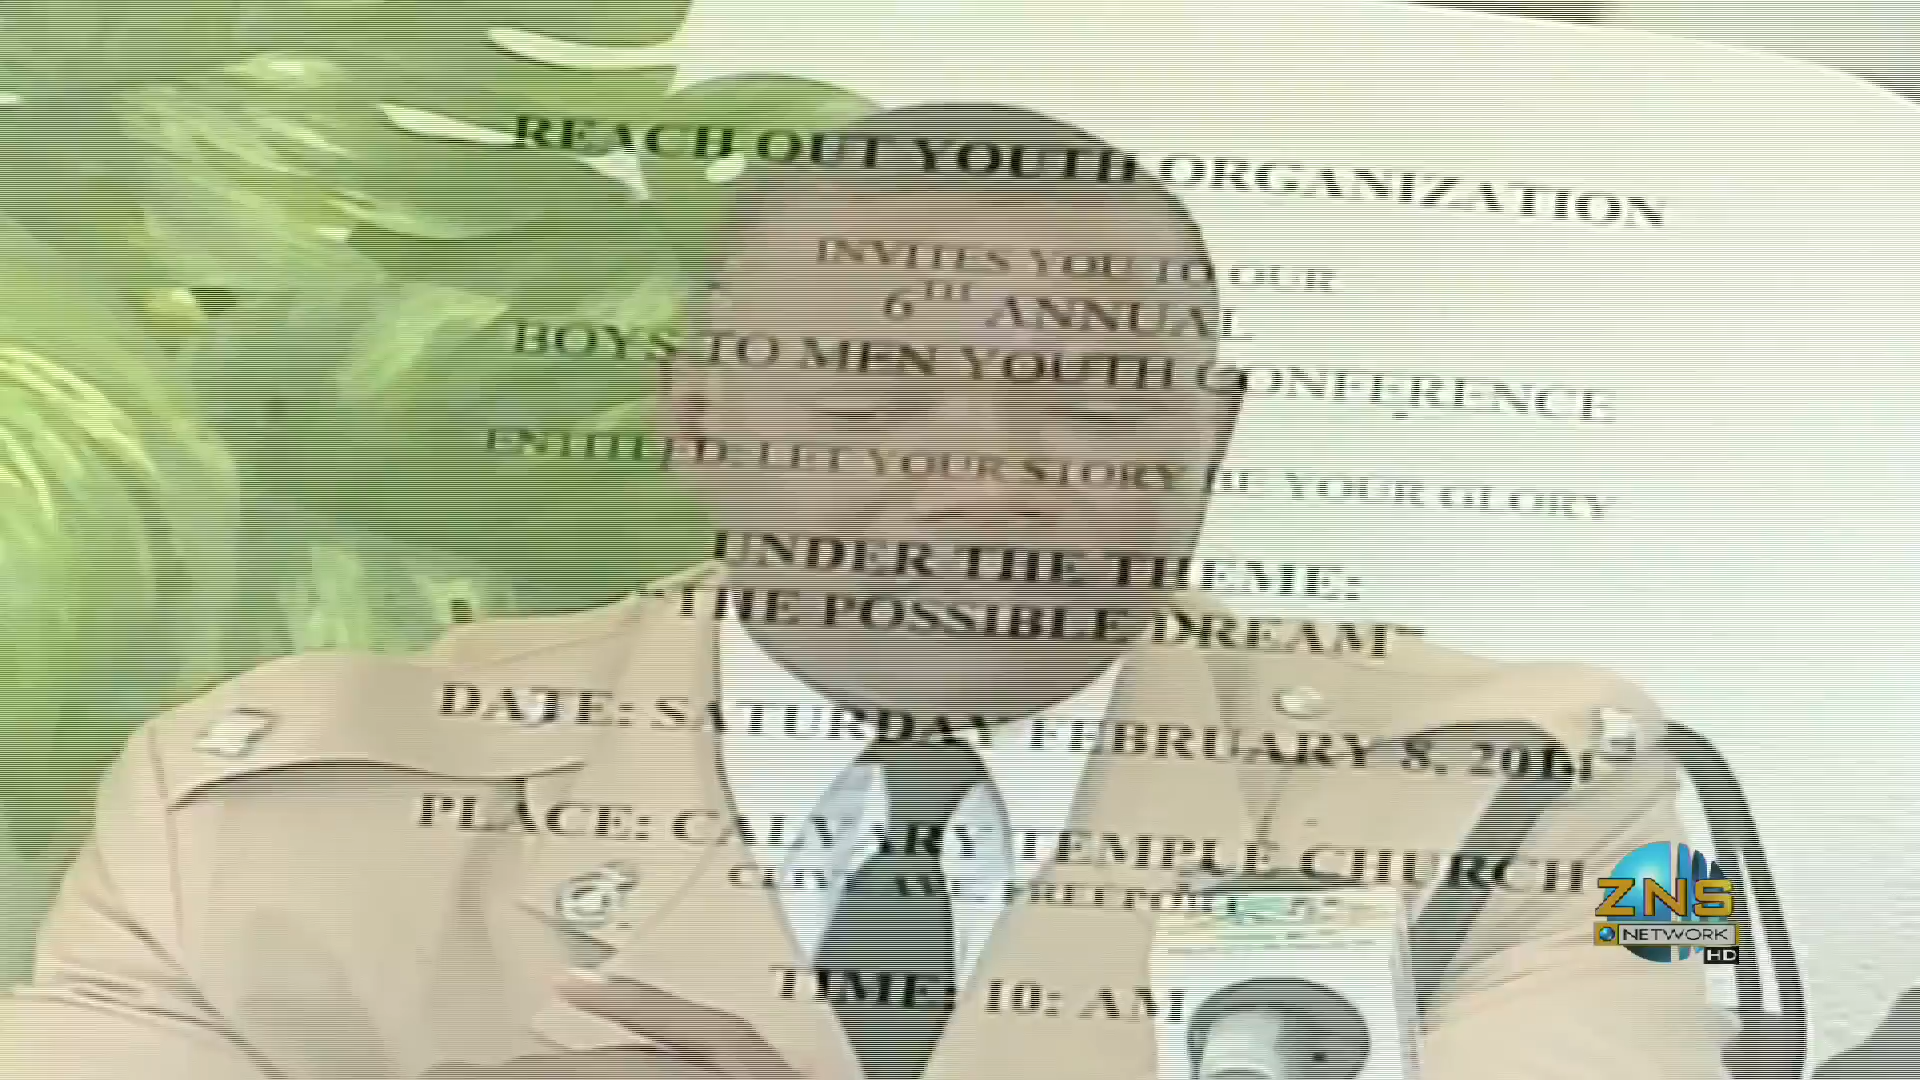 REACH OUT YOUTH ORGANIZATION
INVITES YOU TO OUR
6TH ANNUAL
BOYS TO MEN YOUTH CONFERENCE
ENTITLED: LET YOUR STORY BE YOUR GLORY
UNDER THE THEME:
"THE POSSIBLE DREAM"
DATE: SATURDAY FEBRUARY 8, 2014
PLACE: CALVARY TEMPLE CHURCH
FREEPORT
TIME: 10: AM
ZNS
NETWORK
HD